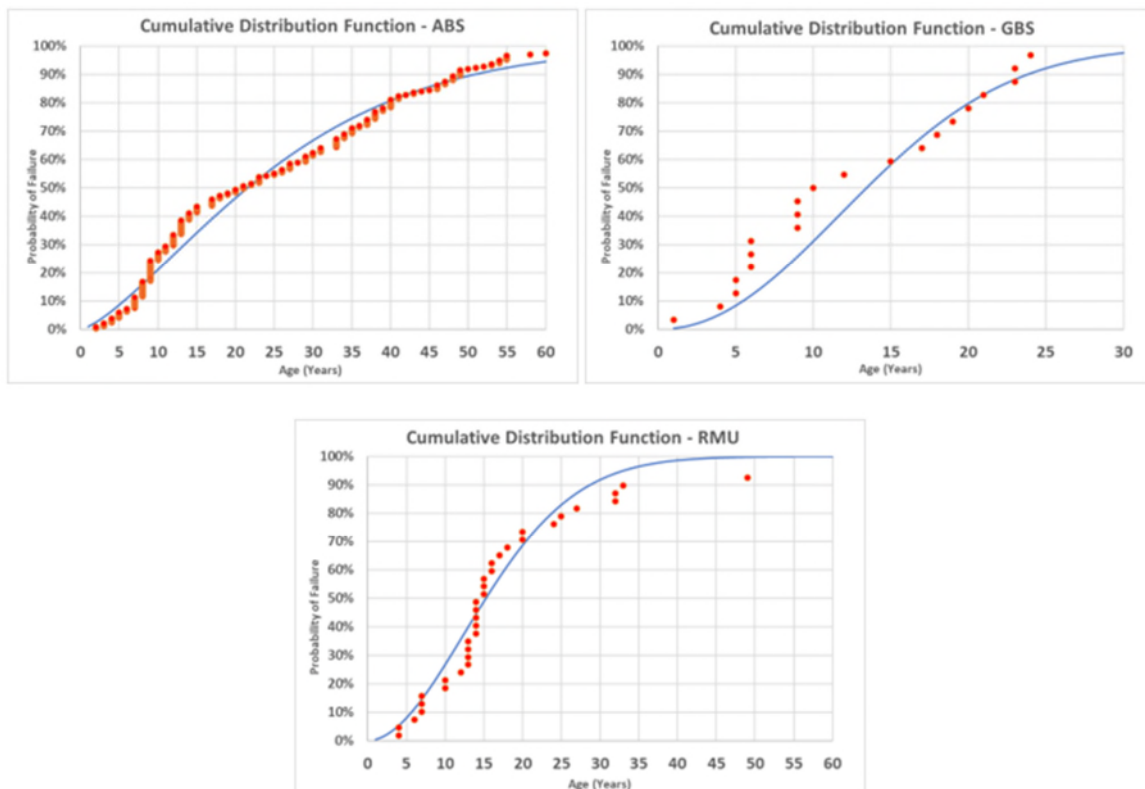 Cumulative Distribution Function - ABS
Probability of Failure
100%
90%
80%
70%
60%
50%
40%
30%
20%
10%
0%
0 5 10 15 20 25 30 35 40 45 50 55 60
Age (Years)
Cumulative Distribution Function - GBS
Probability of Failure
100%
90%
80%
70%
60%
50%
40%
30%
20%
10%
0%
0 5 10 15 20 25 30
Age (Years)
Cumulative Distribution Function - RMU
Probability of Failure
100%
90%
80%
70%
60%
50%
40%
30%
20%
10%
0%
0 5 10 15 20 25 30 35 40 45 50 55 60
Age (Years)